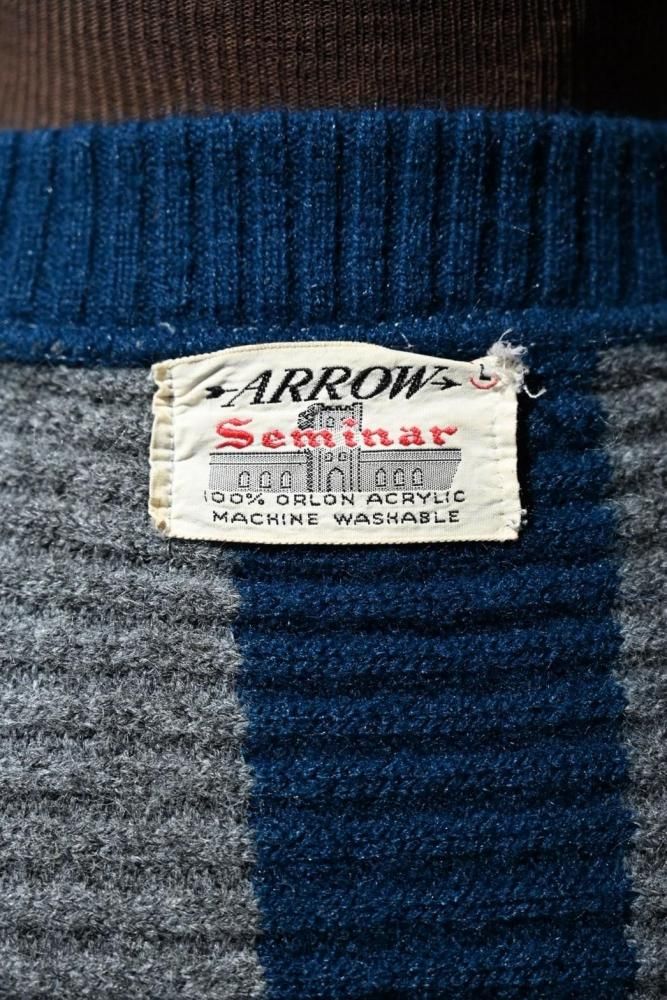 ARROW
L
Seminar
100% ORLON ACRYLIC
MACHINE WASHABLE